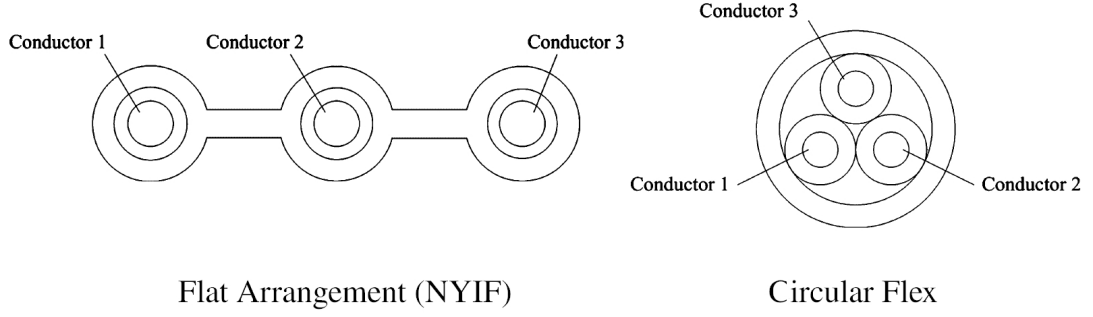 Conductor 1
Conductor 2
Conductor 3
Flat Arrangement (NYIF)
Conductor 3
Conductor 1
Conductor 2
Circular Flex